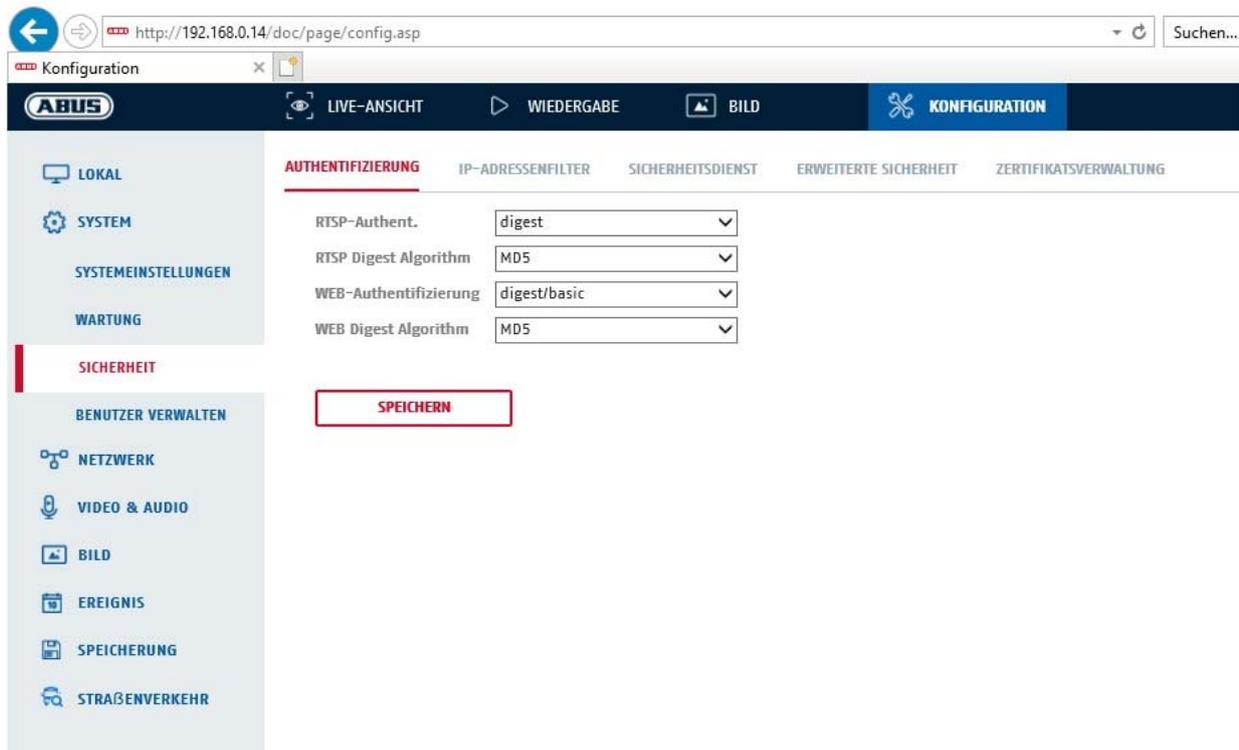 http://192.168.0.14/doc/page/config.asp
Suchen...
Konfiguration
ABUS
LIVE-ANSICHT
WIEDERGABE
BILD
KONFIGURATION
LOKAL
SYSTEM
SYSTEMEINSTELLUNGEN
WARTUNG
SICHERHEIT
BENUTZER VERWALTEN
NETZWERK
VIDEO & AUDIO
BILD
EREIGNIS
SPEICHERUNG
STRAßENVERKEHR
AUTHENTIFIZIERUNG
IP-ADRESSENFILTER
SICHERHEITSDIENST
ERWEITERTE SICHERHEIT
ZERTIFIKATSVERWALTUNG
RTSP-Authent. digest
RTSP Digest Algorithm MD5
WEB-Authentifizierung digest/basic
WEB Digest Algorithm MD5
SPEICHERN